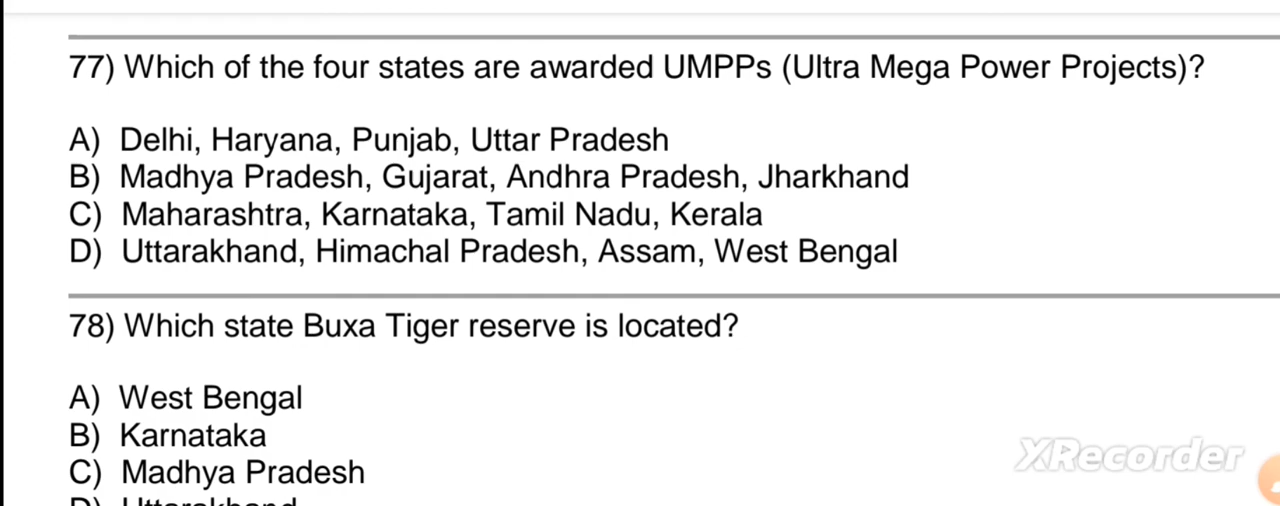 77) Which of the four states are awarded UMPPs (Ultra Mega Power Projects)?
A) Delhi, Haryana, Punjab, Uttar Pradesh
B) Madhya Pradesh, Gujarat, Andhra Pradesh, Jharkhand
C) Maharashtra, Karnataka, Tamil Nadu, Kerala
D) Uttarakhand, Himachal Pradesh, Assam, West Bengal
78) Which state Buxa Tiger reserve is located?
A) West Bengal
B) Karnataka
C) Madhya Pradesh
D) Uttarakhand
XRecorder